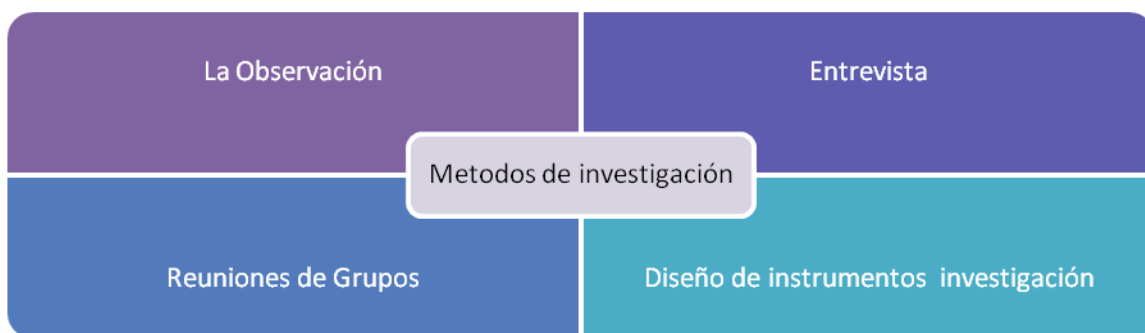 La Observación
Entrevista
Metodos de investigación
Reuniones de Grupos
Diseño de instrumentos investigación